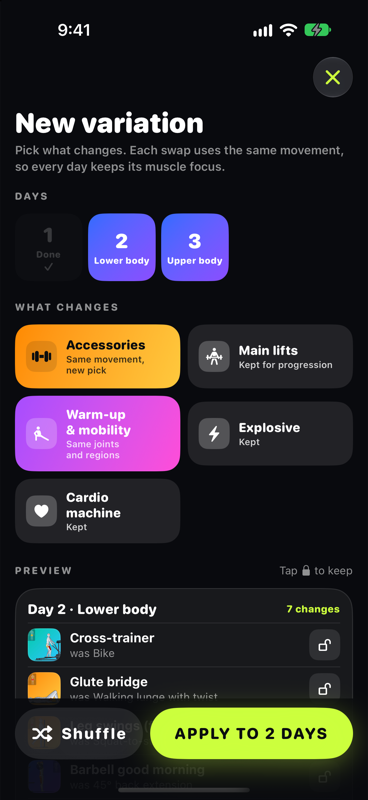 9:41
New variation
Pick what changes. Each swap uses the same movement,
so every day keeps its muscle focus.
DAYS
1
Done
2
Lower body
3
Upper body
WHAT CHANGES
Accessories
Same movement,
new pick
Main lifts
Kept for progression
Warm-up
& mobility
Same joints
and regions
Explosive
Kept
Cardio
machine
Kept
PREVIEW
Tap to keep
Day 2 · Lower body
7 changes
Cross-trainer
was Bike
Glute bridge
was Walking lunge with twist
Leg swings
Shuffle
APPLY TO 2 DAYS
Barbell good morning